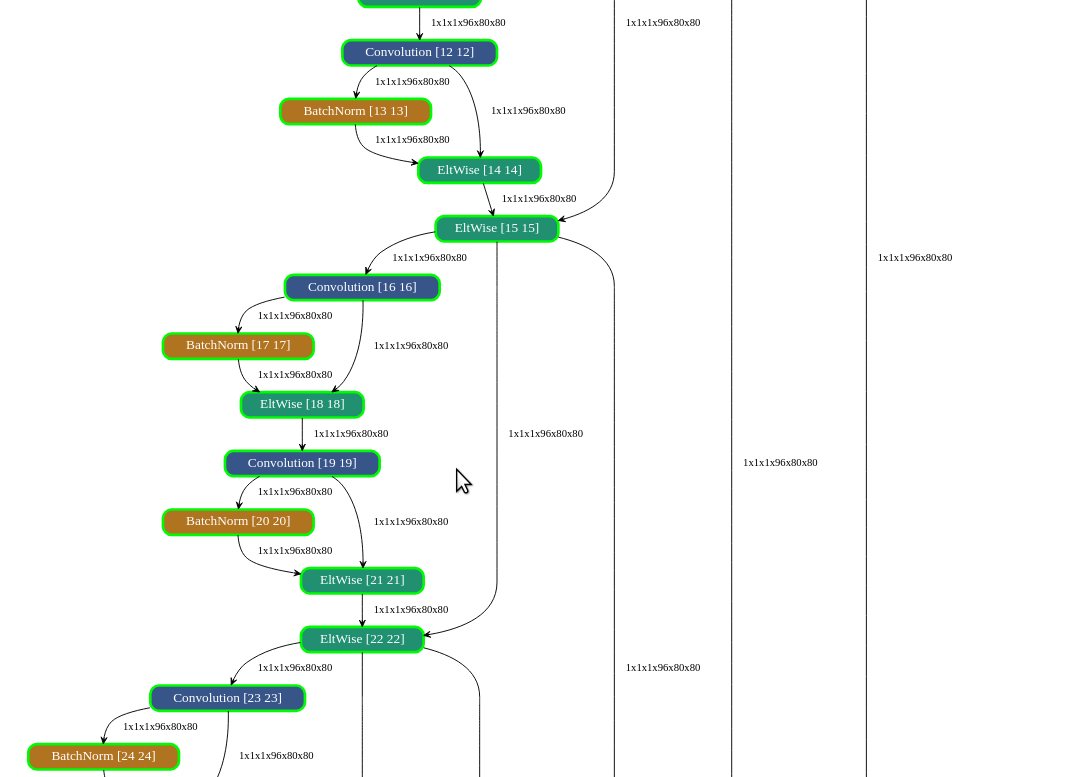 1x1x1x96x80x80 1x1x1x96x80x80
Convolution [12 12]
1x1x1x96x80x80
BatchNorm [13 13] 1x1x1x96x80x80
1x1x1x96x80x80
EltWise [14 14]
1x1x1x96x80x80
EltWise [15 15]
1x1x1x96x80x80 1x1x1x96x80x80
Convolution [16 16]
1x1x1x96x80x80
BatchNorm [17 17] 1x1x1x96x80x80
1x1x1x96x80x80
EltWise [18 18]
1x1x1x96x80x80 1x1x1x96x80x80
Convolution [19 19] 1x1x1x96x80x80
1x1x1x96x80x80
BatchNorm [20 20] 1x1x1x96x80x80
1x1x1x96x80x80
EltWise [21 21]
1x1x1x96x80x80
EltWise [22 22]
1x1x1x96x80x80 1x1x1x96x80x80
Convolution [23 23]
1x1x1x96x80x80
BatchNorm [24 24] 1x1x1x96x80x80